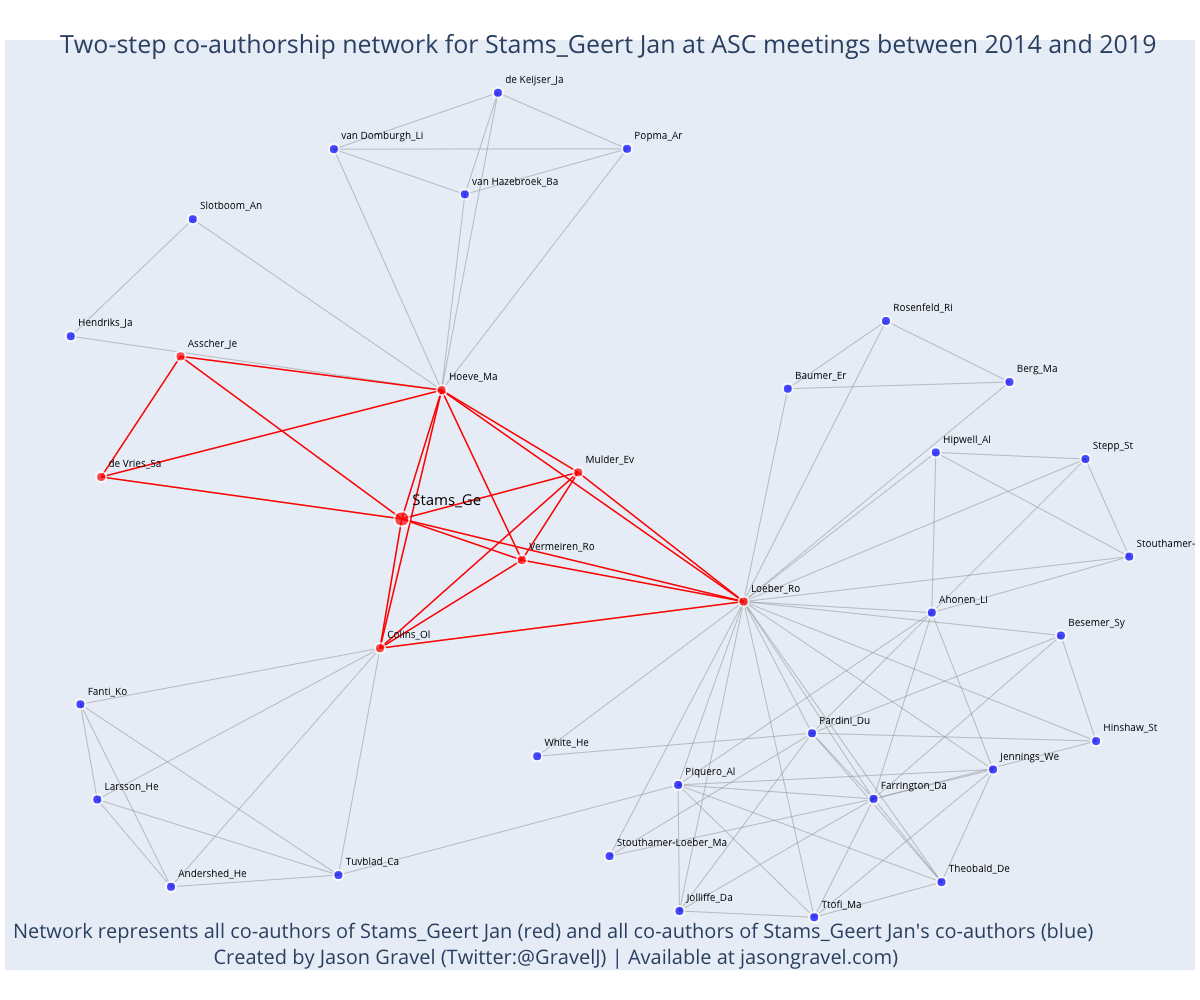 Two-step co-authorship network for Stams_Geert Jan at ASC meetings between 2014 and 2019
de Keijser_Ja
van Domburgh_Li
Popma_Ar
van Hazebroek_Ba
Slotboom_An
Rosenfeld_Ri
Hendriks_Ja
Asscher_Je
Hoeve_Ma
Baumer_Er
Berg_Ma
Hipwell_Al
Stepp_St
de Vries_Sa
Mulder_Ev
Stams_Ge
Vermeiren_Ro
Stouthamer-
Loeber_Ro
Ahonen_Li
Besemer_Sy
Colins_Ol
Fanti_Ko
Pardini_Du
Hinshaw_St
White_He
Jennings_We
Piquero_Al
Larsson_He
Farrington_Da
Stouthamer-Loeber_Ma
Tuvblad_Ca
Andershed_He
Theobald_De
Jolliffe_Da
Ttofi_Ma
Network represents all co-authors of Stams_Geert Jan (red) and all co-authors of Stams_Geert Jan's co-authors (blue)
Created by Jason Gravel (Twitter:@GravelJ) | Available at jasongravel.com)